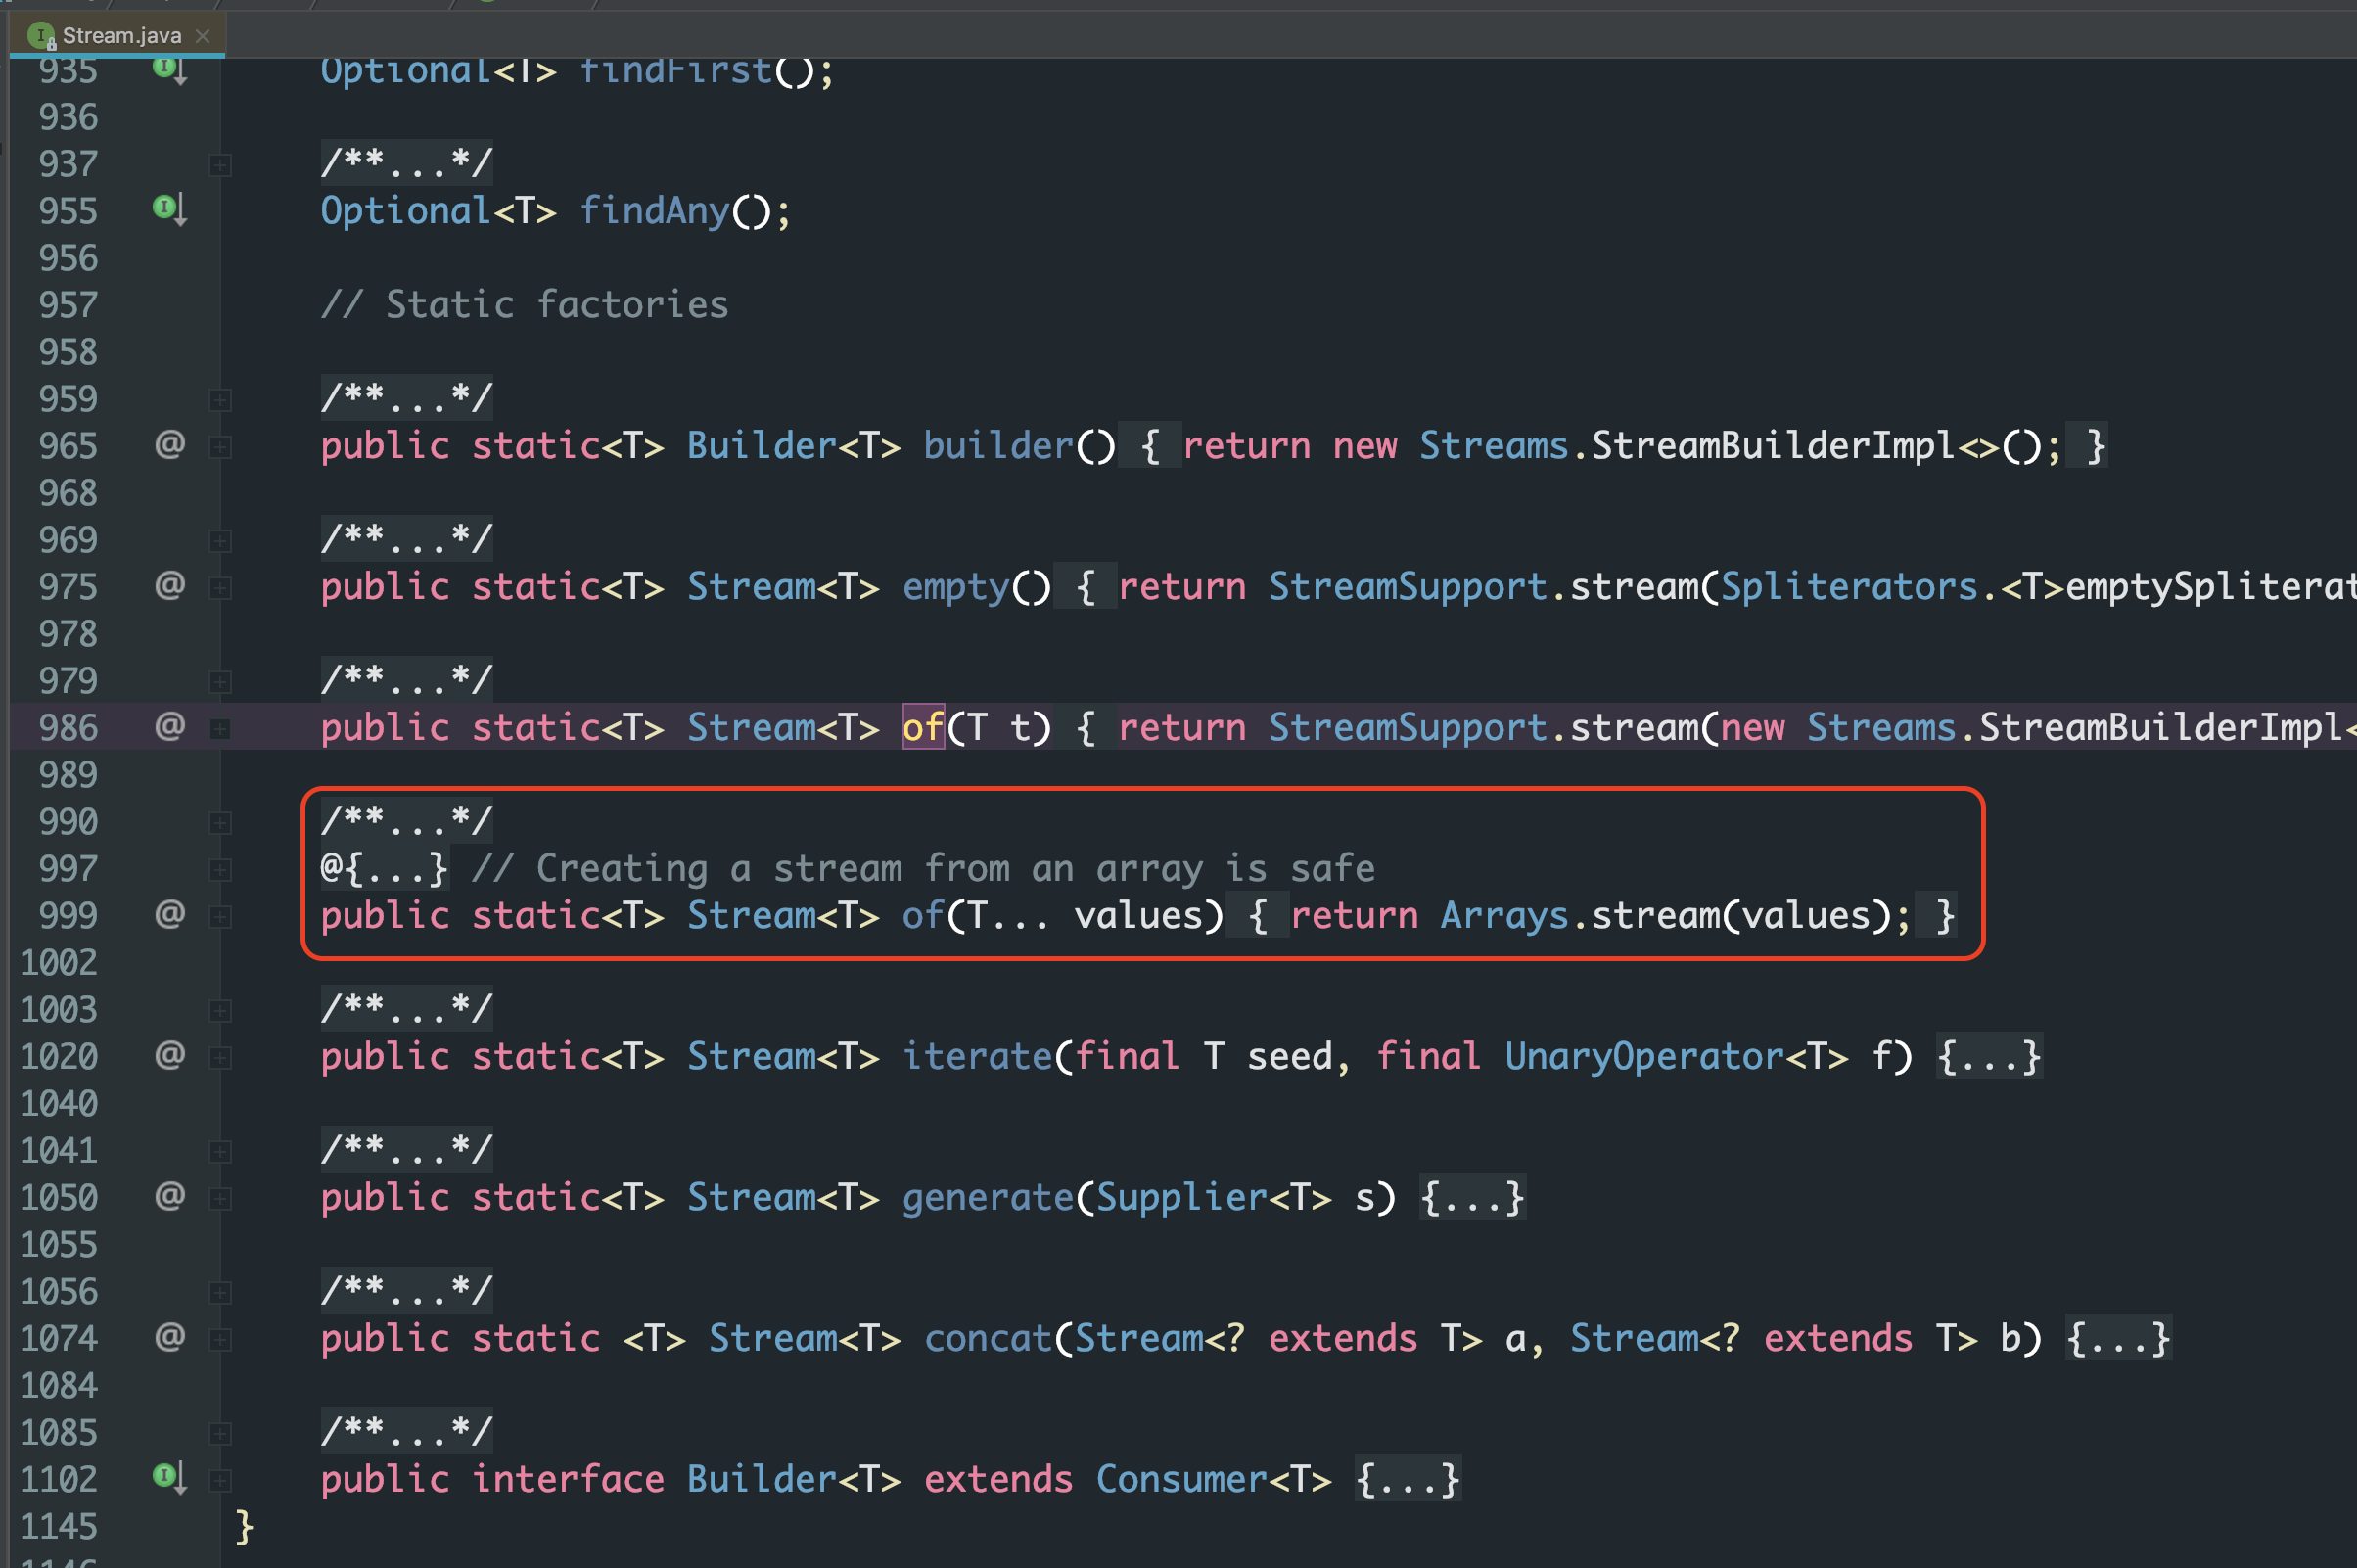 Stream.java
935 Optional<T> findFirst();
936
937 /**...*/
955 Optional<T> findAny();
956
957 // Static factories
958
959 /**...*/
965 @ public static<T> Builder<T> builder() { return new Streams.StreamBuilderImpl<>(); }
968
969 /**...*/
975 @ public static<T> Stream<T> empty() { return StreamSupport.stream(Spliterators.<T>emptySpliterat
978
979 /**...*/
986 @ public static<T> Stream<T> of(T t) { return StreamSupport.stream(new Streams.StreamBuilderImpl<
989
990 /**...*/
997 @{...} // Creating a stream from an array is safe
999 @ public static<T> Stream<T> of(T... values) { return Arrays.stream(values); }
1002
1003 /**...*/
1020 @ public static<T> Stream<T> iterate(final T seed, final UnaryOperator<T> f) {...}
1040
1041 /**...*/
1050 @ public static<T> Stream<T> generate(Supplier<T> s) {...}
1055
1056 /**...*/
1074 @ public static <T> Stream<T> concat(Stream<? extends T> a, Stream<? extends T> b) {...}
1084
1085 /**...*/
1102 public interface Builder<T> extends Consumer<T> {...}
1145 }